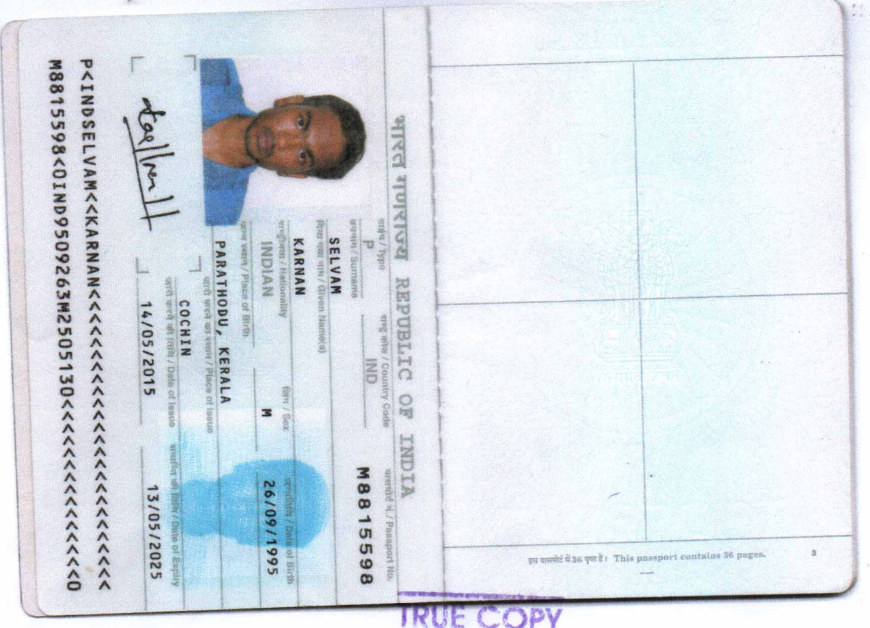 भारत गणराज्य REPUBLIC OF INDIA
टाइप / Type
राष्ट्र कोड / Country Code
पासपोर्ट नं. / Passport No.
P
IND
M8815598
उपनाम / Surname
SELVAM
दिया गया नाम / Given Name(s)
KARNAN
राष्ट्रीयता / Nationality
लिंग / Sex
जन्मतिथि / Date of Birth
INDIAN
M
26/09/1995
जन्म स्थान / Place of Birth
PARATHODU, KERALA
जारी करने का स्थान / Place of Issue
COCHIN
जारी करने की तिथि / Date of Issue
समाप्ति की तिथि / Date of Expiry
14/05/2015
13/05/2025
P<INDSELVAM<<KARNAN<<<<<<<<<<<<<<<<<<<<<<<<<
M8815598<0IND9509263M2505130<<<<<<<<<<<<<<<0
इस पासपोर्ट में 36 पृष्ठ हैं। This passport contains 36 pages.
3
TRUE COPY